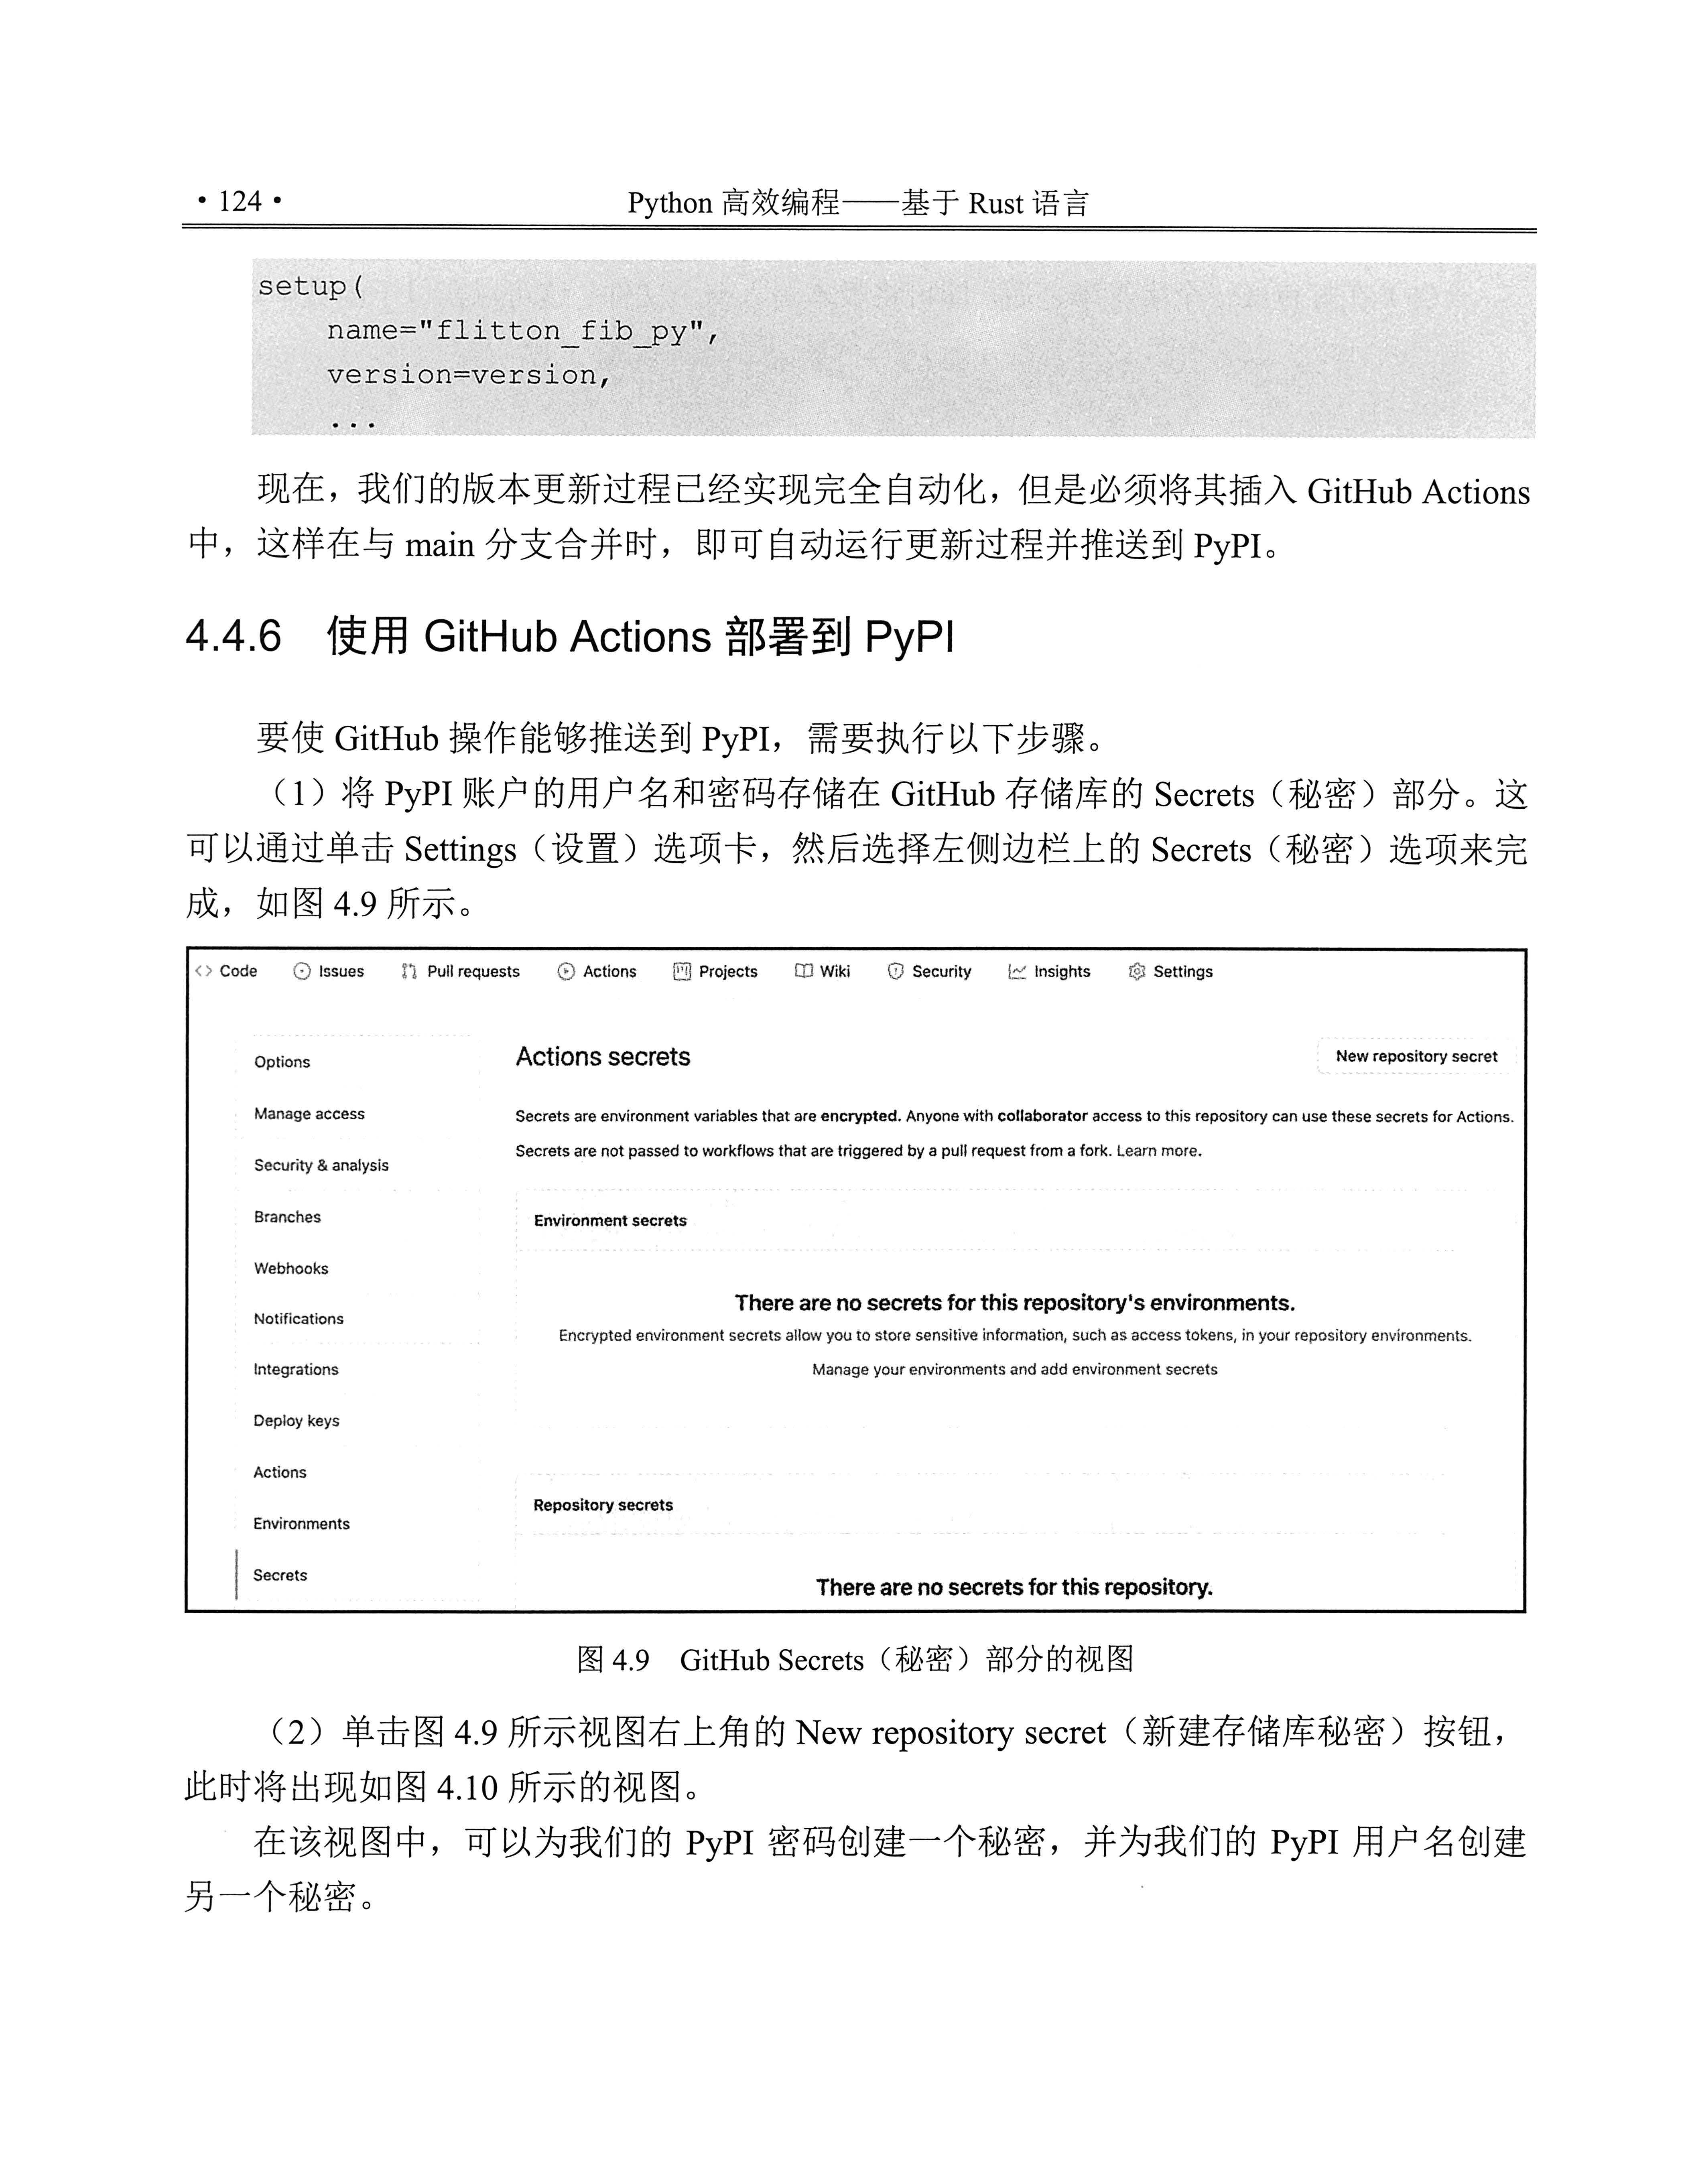 • 124 •
Python 高效编程——基于 Rust 语言
setup(
    name="flitton_fib_py",
    version=version,
    ...
现在，我们的版本更新过程已经实现完全自动化，但是必须将其插入 GitHub Actions
中，这样在与 main 分支合并时，即可自动运行更新过程并推送到 PyPI。
4.4.6 使用 GitHub Actions 部署到 PyPI
要使 GitHub 操作能够推送到 PyPI，需要执行以下步骤。
（1）将 PyPI 账户的用户名和密码存储在 GitHub 存储库的 Secrets（秘密）部分。这
可以通过单击 Settings（设置）选项卡，然后选择左侧边栏上的 Secrets（秘密）选项来完
成，如图 4.9 所示。
Code Issues Pull requests Actions Projects Wiki Security Insights Settings
Options
Manage access
Security & analysis
Branches
Webhooks
Notifications
Integrations
Deploy keys
Actions
Environments
Secrets
Actions secrets
New repository secret
Secrets are environment variables that are encrypted. Anyone with collaborator access to this repository can use these secrets for Actions.
Secrets are not passed to workflows that are triggered by a pull request from a fork. Learn more.
Environment secrets
There are no secrets for this repository's environments.
Encrypted environment secrets allow you to store sensitive information, such as access tokens, in your repository environments.
Manage your environments and add environment secrets
Repository secrets
There are no secrets for this repository.
图 4.9 GitHub Secrets（秘密）部分的视图
（2）单击图 4.9 所示视图右上角的 New repository secret（新建存储库秘密）按钮，
此时将出现如图 4.10 所示的视图。
在该视图中，可以为我们的 PyPI 密码创建一个秘密，并为我们的 PyPI 用户名创建
另一个秘密。